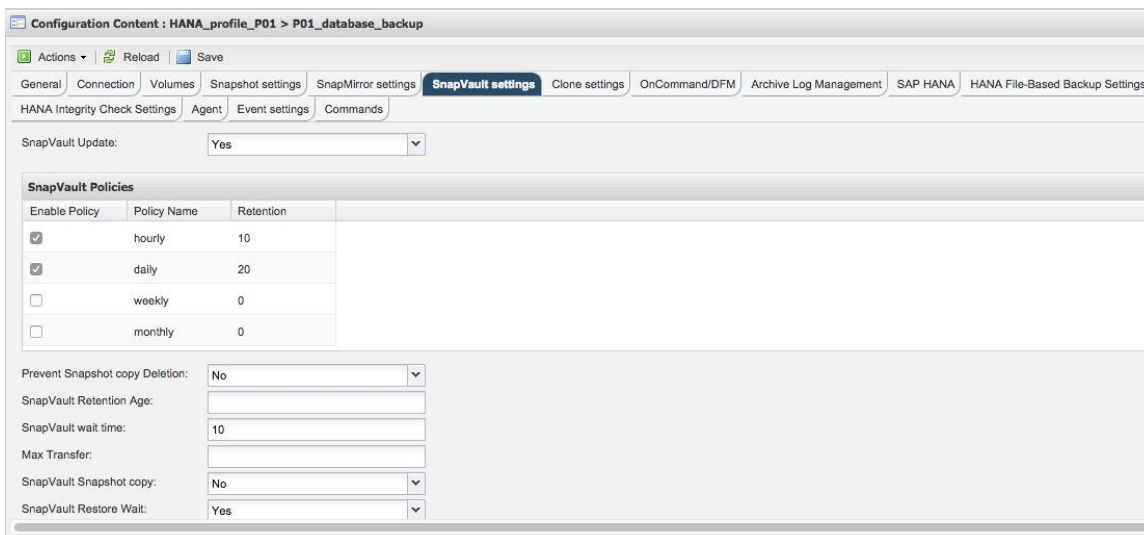 Configuration Content : HANA_profile_P01 > P01_database_backup
Actions Reload Save
General Connection Volumes Snapshot settings SnapMirror settings SnapVault settings Clone settings OnCommand/DFM Archive Log Management SAP HANA HANA File-Based Backup Settings
HANA Integrity Check Settings Agent Event settings Commands
SnapVault Update: Yes
SnapVault Policies
Enable Policy Policy Name Retention
hourly 10
daily 20
weekly 0
monthly 0
Prevent Snapshot copy Deletion: No
SnapVault Retention Age:
SnapVault wait time: 10
Max Transfer:
SnapVault Snapshot copy: No
SnapVault Restore Wait: Yes